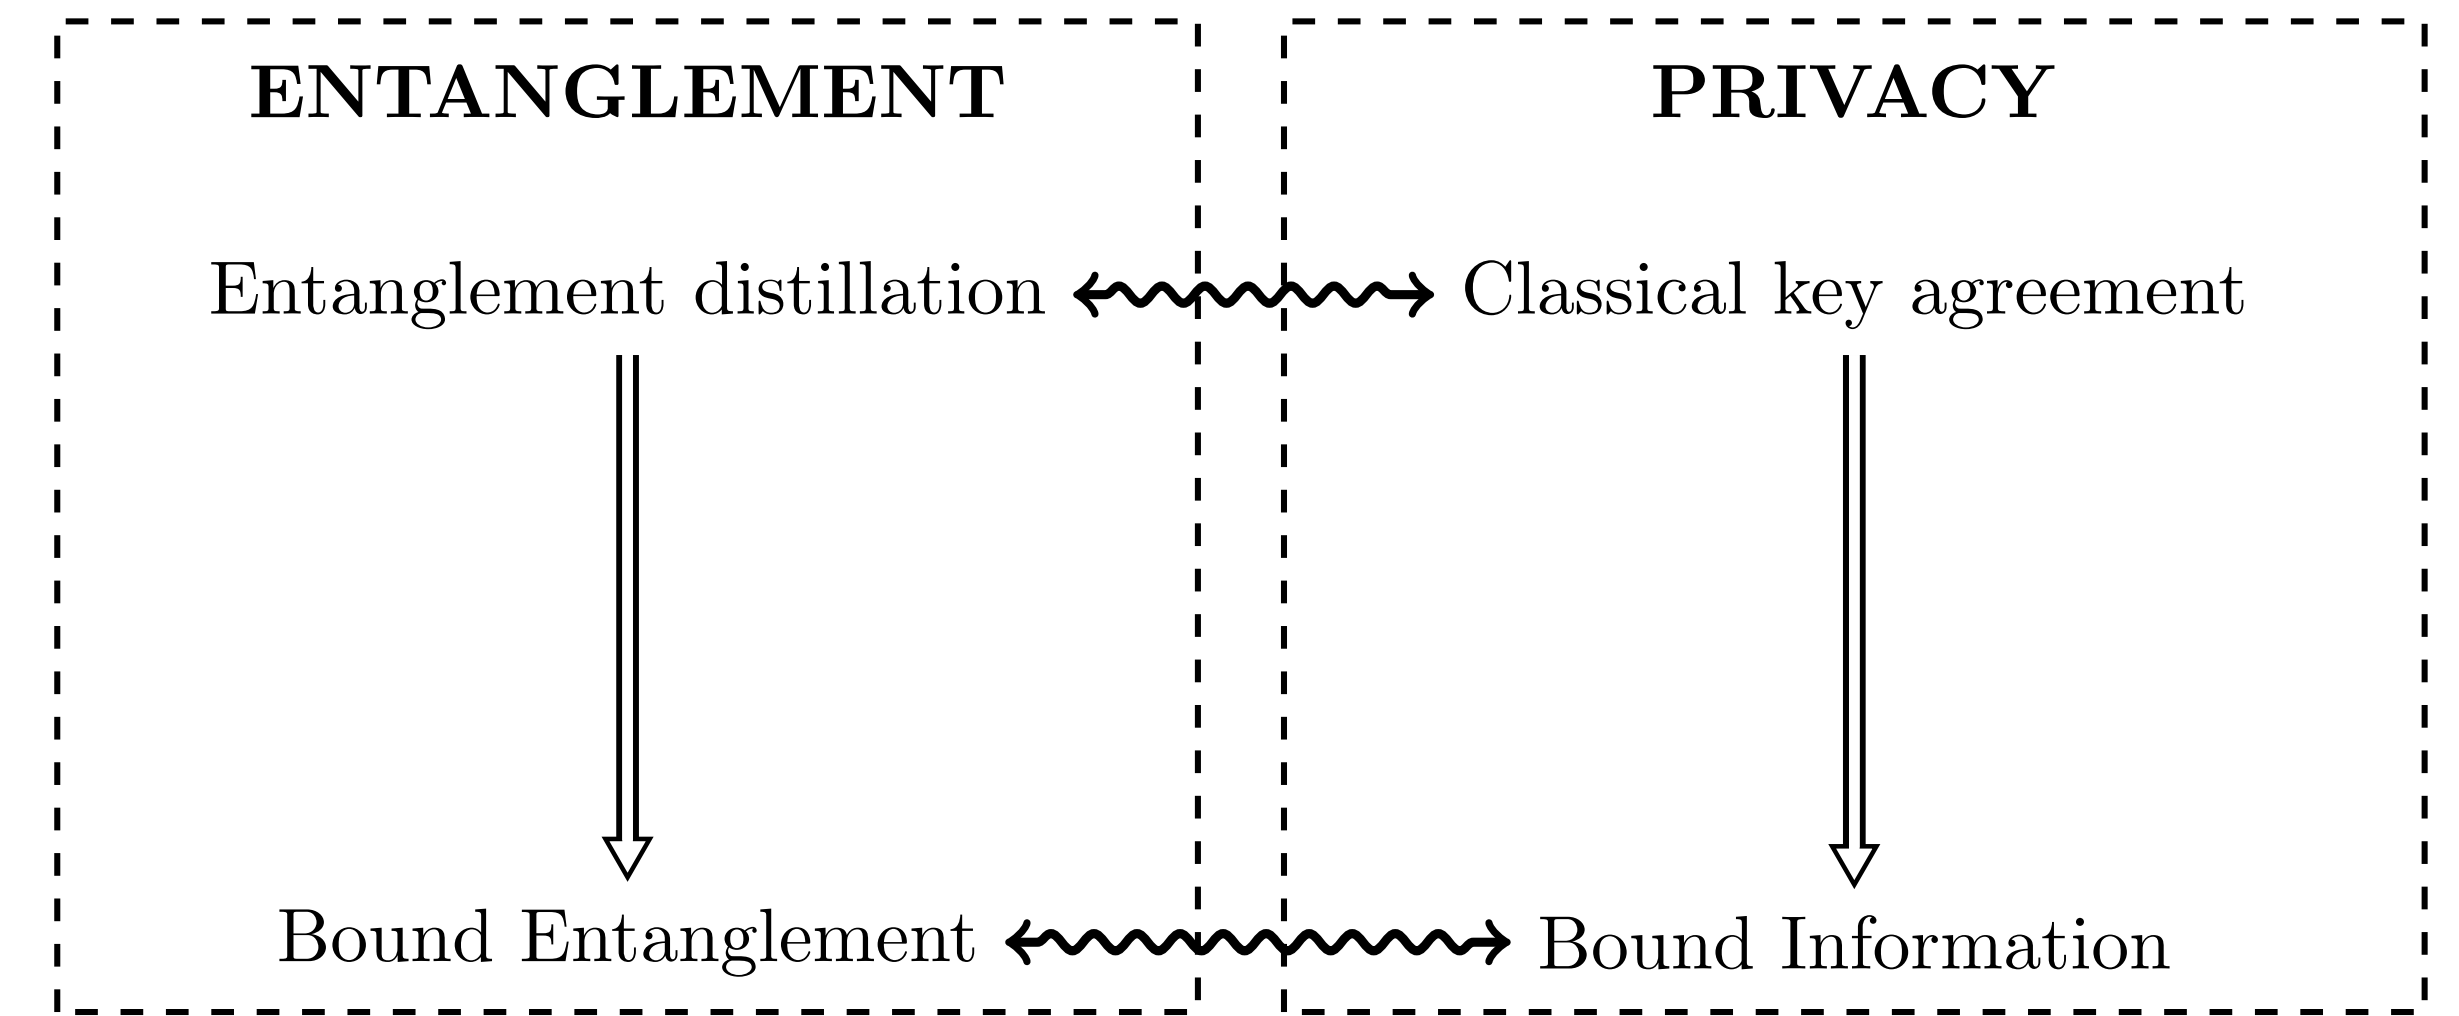 ENTANGLEMENT
PRIVACY
Entanglement distillation
Classical key agreement
Bound Entanglement
Bound Information